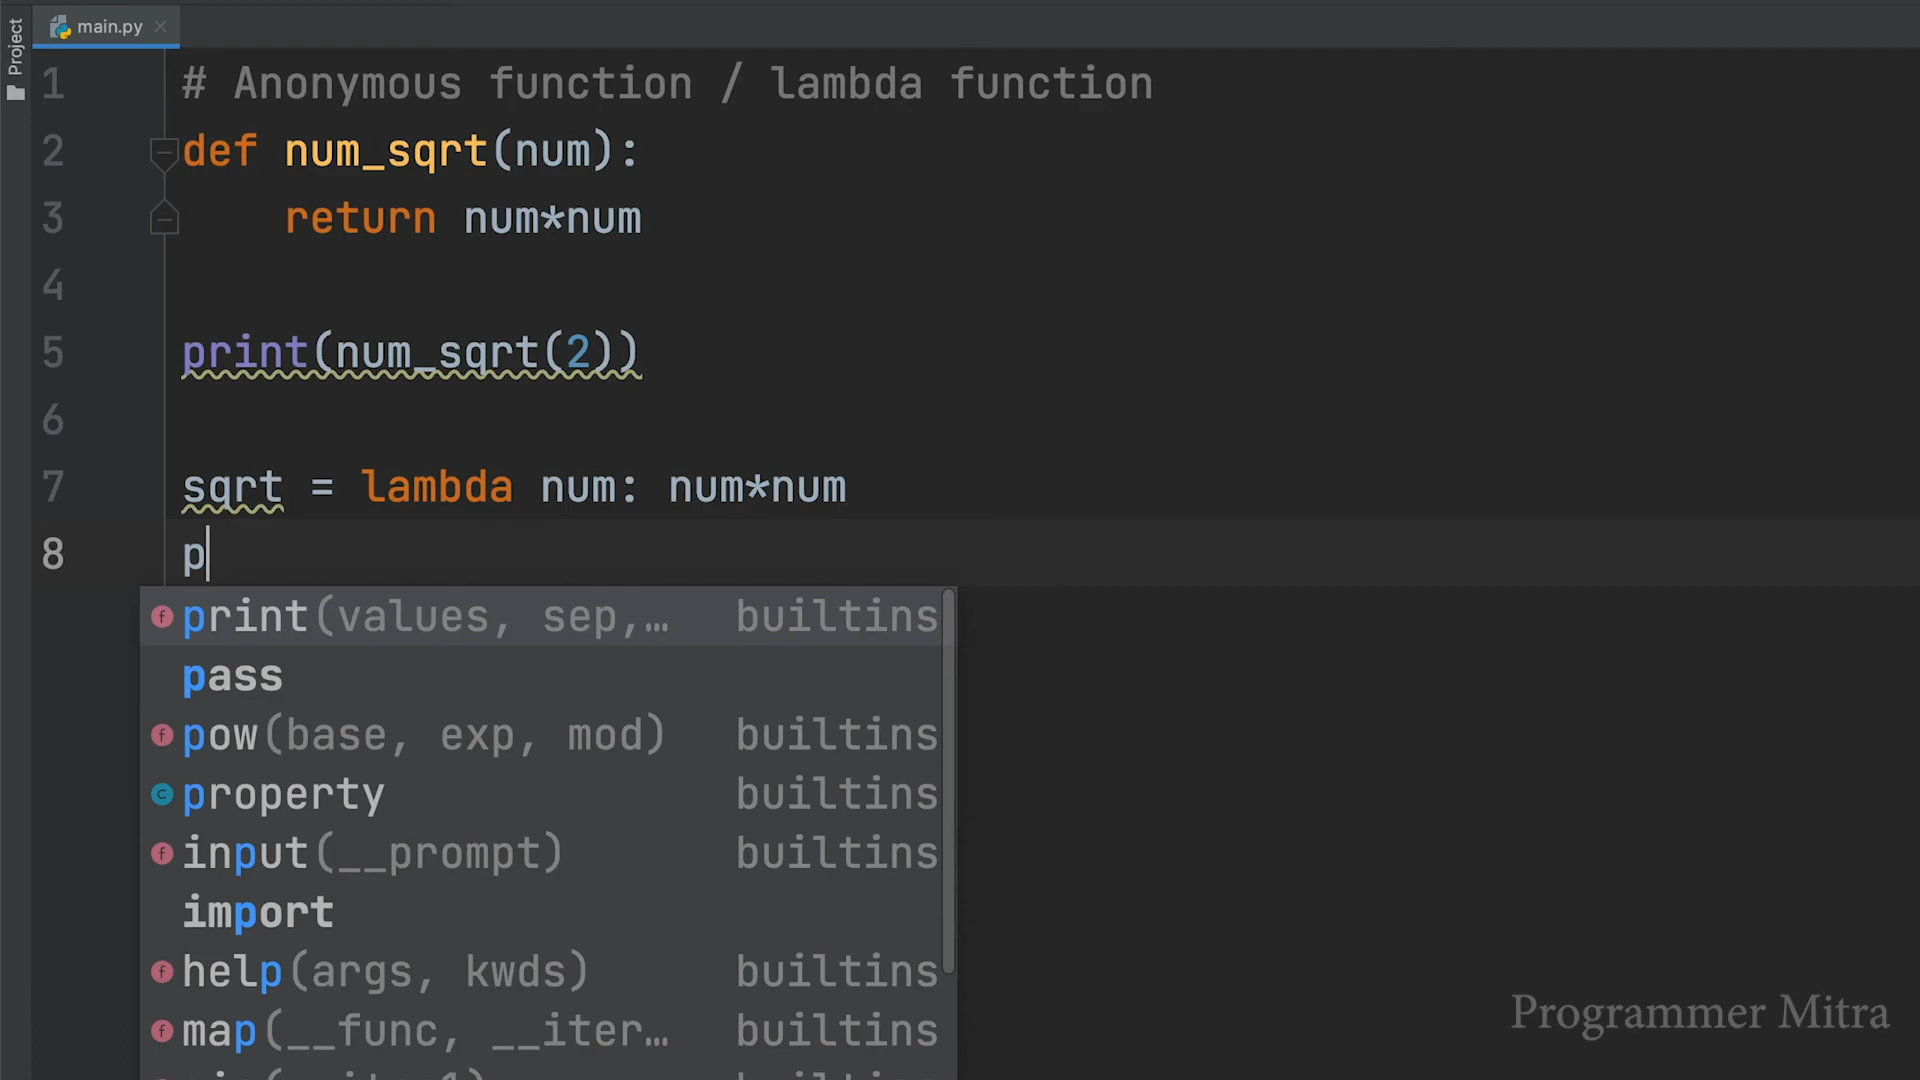 Project
main.py
1 # Anonymous function / lambda function
2 def num_sqrt(num):
3     return num*num
4
5 print(num_sqrt(2))
6
7 sqrt = lambda num: num*num
8 p
f print(values, sep,… builtins
pass
f pow(base, exp, mod) builtins
c property builtins
f input(__prompt) builtins
import
f help(args, kwds) builtins
f map(__func, __iter… builtins
Programmer Mitra